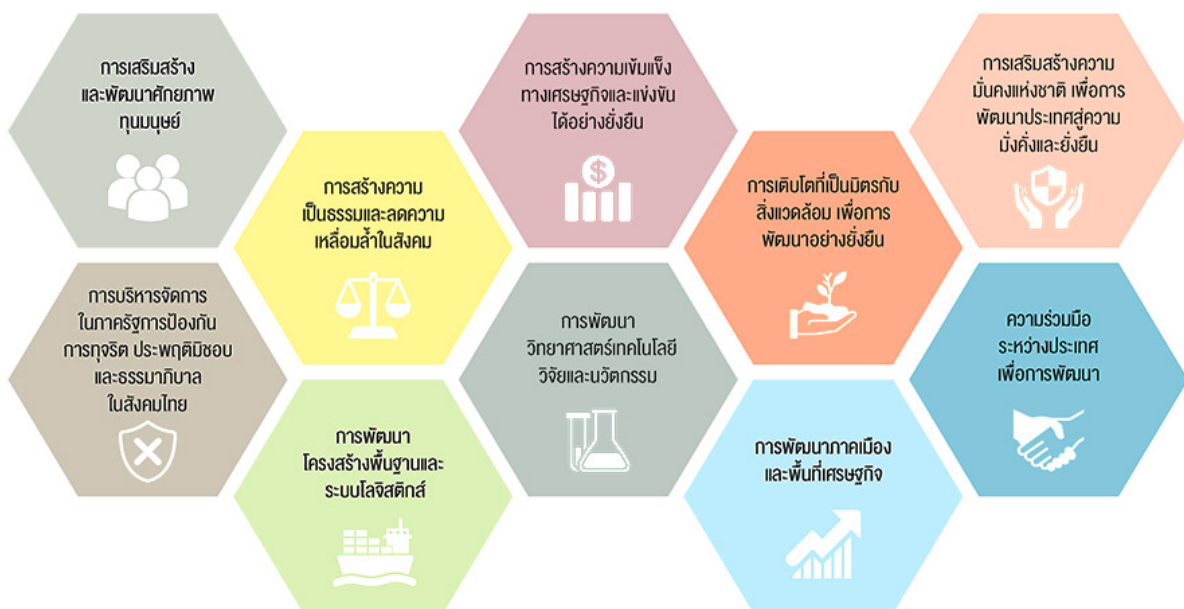 การเสริมสร้าง
และพัฒนาศักยภาพ
ทุนมนุษย์
การสร้างความ
เป็นธรรมและลดความ
เหลื่อมล้ำในสังคม
การสร้างความเข้มแข็ง
ทางเศรษฐกิจและแข่งขัน
ได้อย่างยั่งยืน
$
การเติบโตที่เป็นมิตรกับ
สิ่งแวดล้อม เพื่อการ
พัฒนาอย่างยั่งยืน
การเสริมสร้างความ
มั่นคงแห่งชาติ เพื่อการ
พัฒนาประเทศสู่ความ
มั่งคั่งและยั่งยืน
การบริหารจัดการ
ในภาครัฐการป้องกัน
การทุจริต ประพฤติมิชอบ
และธรรมาภิบาล
ในสังคมไทย
การพัฒนา
โครงสร้างพื้นฐานและ
ระบบโลจิสติกส์
การพัฒนา
วิทยาศาสตร์เทคโนโลยี
วิจัยและนวัตกรรม
การพัฒนาภาคเมือง
และพื้นที่เศรษฐกิจ
ความร่วมมือ
ระหว่างประเทศ
เพื่อการพัฒนา